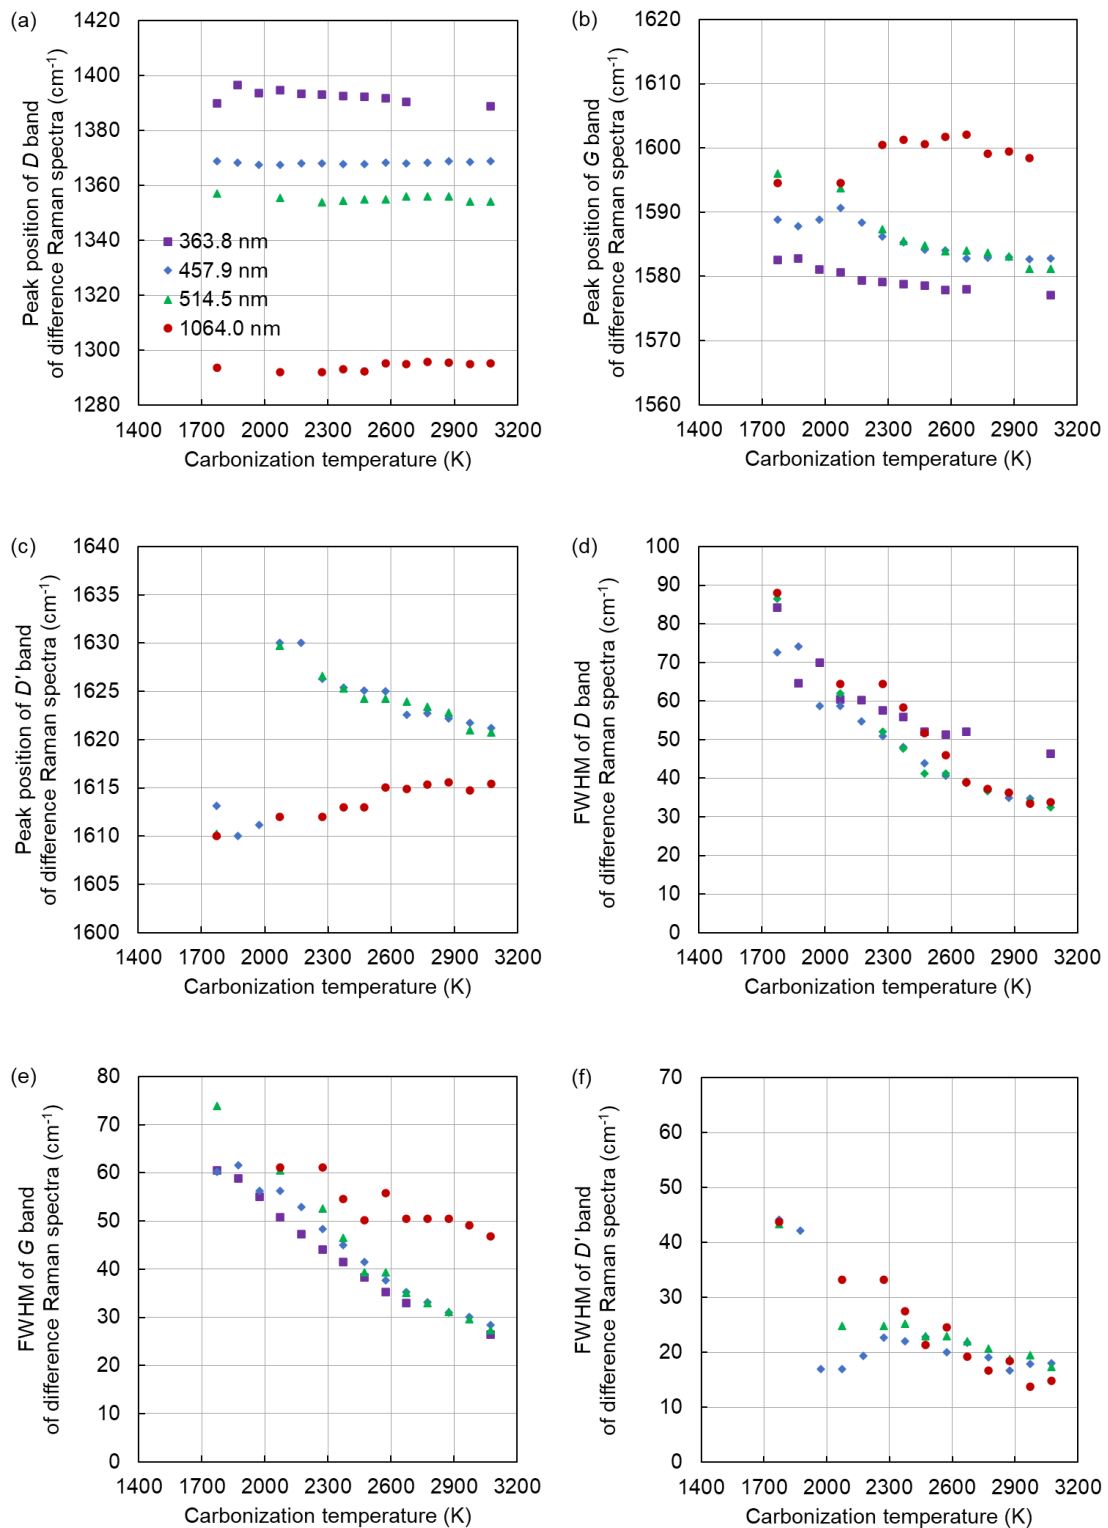 (a)
Peak position of D band
of difference Raman spectra (cm-1)
1420
1400
1380
1360
1340
1320
1300
1280
363.8 nm
457.9 nm
514.5 nm
1064.0 nm
1400 1700 2000 2300 2600 2900 3200
Carbonization temperature (K)
(b)
Peak position of G band
of difference Raman spectra (cm-1)
1620
1610
1600
1590
1580
1570
1560
1400 1700 2000 2300 2600 2900 3200
Carbonization temperature (K)
(c)
Peak position of D' band
of difference Raman spectra (cm-1)
1640
1635
1630
1625
1620
1615
1610
1605
1600
1400 1700 2000 2300 2600 2900 3200
Carbonization temperature (K)
(d)
FWHM of D band
of difference Raman spectra (cm-1)
100
90
80
70
60
50
40
30
20
10
0
1400 1700 2000 2300 2600 2900 3200
Carbonization temperature (K)
(e)
FWHM of G band
of difference Raman spectra (cm-1)
80
70
60
50
40
30
20
10
0
1400 1700 2000 2300 2600 2900 3200
Carbonization temperature (K)
(f)
FWHM of D' band
of difference Raman spectra (cm-1)
70
60
50
40
30
20
10
0
1400 1700 2000 2300 2600 2900 3200
Carbonization temperature (K)